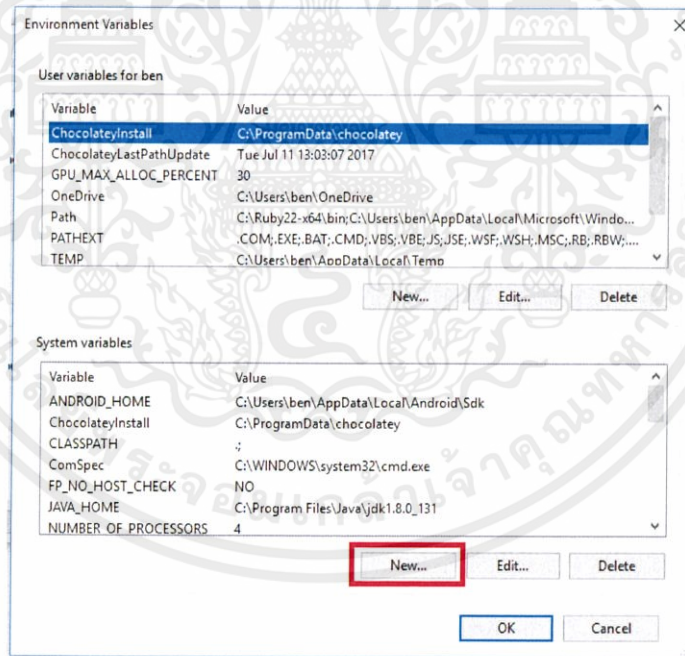 Environment Variables
User variables for ben
Variable Value
ChocolateyInstall C:\ProgramData\chocolatey
ChocolateyLastPathUpdate Tue Jul 11 13:03:07 2017
GPU_MAX_ALLOC_PERCENT 30
OneDrive C:\Users\ben\OneDrive
Path C:\Ruby22-x64\bin;C:\Users\ben\AppData\Local\Microsoft\Windo...
PATHEXT .COM;.EXE;.BAT;.CMD;.VBS;.VBE;.JS;.JSE;.WSF;.WSH;.MSC;.RB;.RBW;....
TEMP C:\Users\ben\AppData\Local\Temp
New... Edit... Delete
System variables
Variable Value
ANDROID_HOME C:\Users\ben\AppData\Local\Android\Sdk
ChocolateyInstall C:\ProgramData\chocolatey
CLASSPATH .;
ComSpec C:\WINDOWS\system32\cmd.exe
FP_NO_HOST_CHECK NO
JAVA_HOME C:\Program Files\Java\jdk1.8.0_131
NUMBER_OF_PROCESSORS 4
New... Edit... Delete
OK Cancel